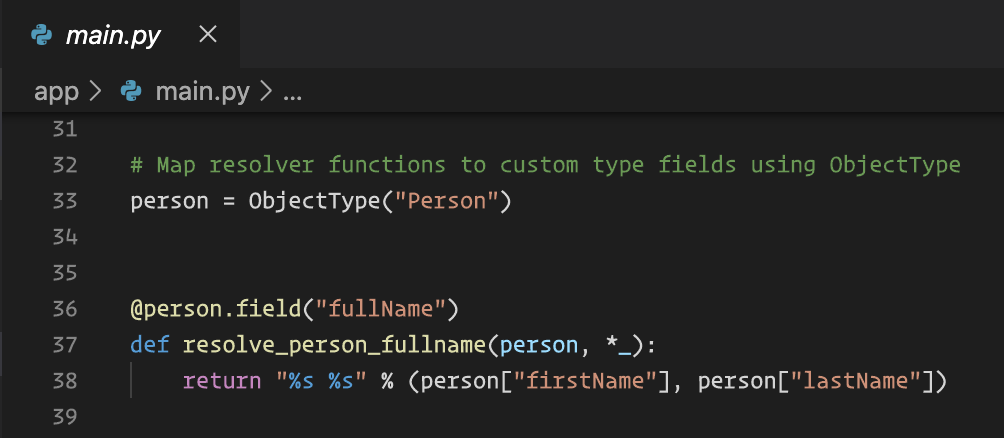 main.py
app > main.py > ...
31
32 # Map resolver functions to custom type fields using ObjectType
33 person = ObjectType("Person")
34
35
36 @person.field("fullName")
37 def resolve_person_fullname(person, *_):
38     return "%s %s" % (person["firstName"], person["lastName"])
39